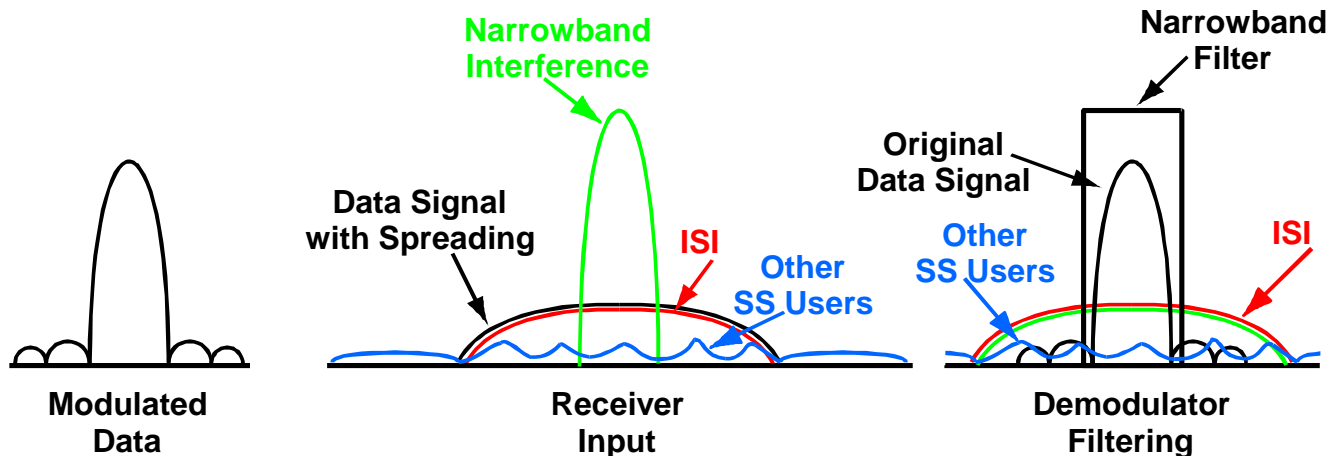 Modulated
Data
Narrowband
Interference
Data Signal
with Spreading
ISI
Other
SS Users
Receiver
Input
Narrowband
Filter
Original
Data Signal
Other
SS Users
ISI
Demodulator
Filtering